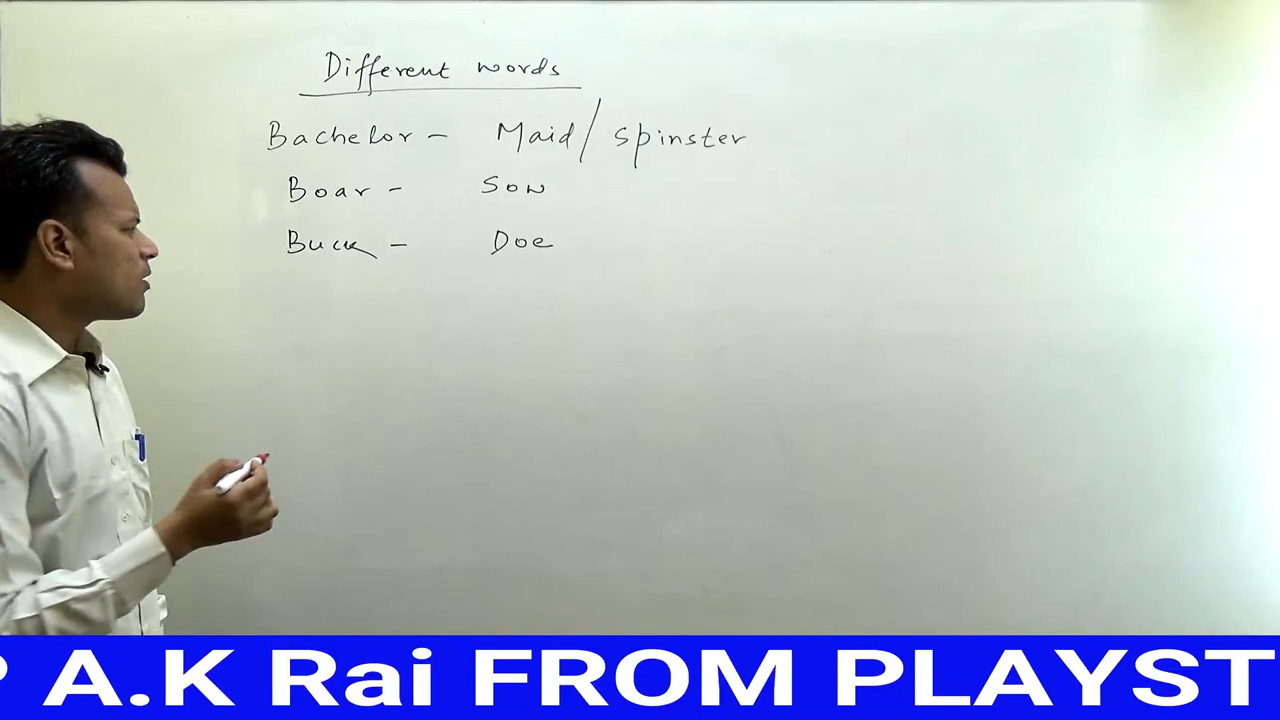 Different words
Bachelor - Maid / spinster
Boar - Sow
Buck - Doe
A.K Rai FROM PLAYST